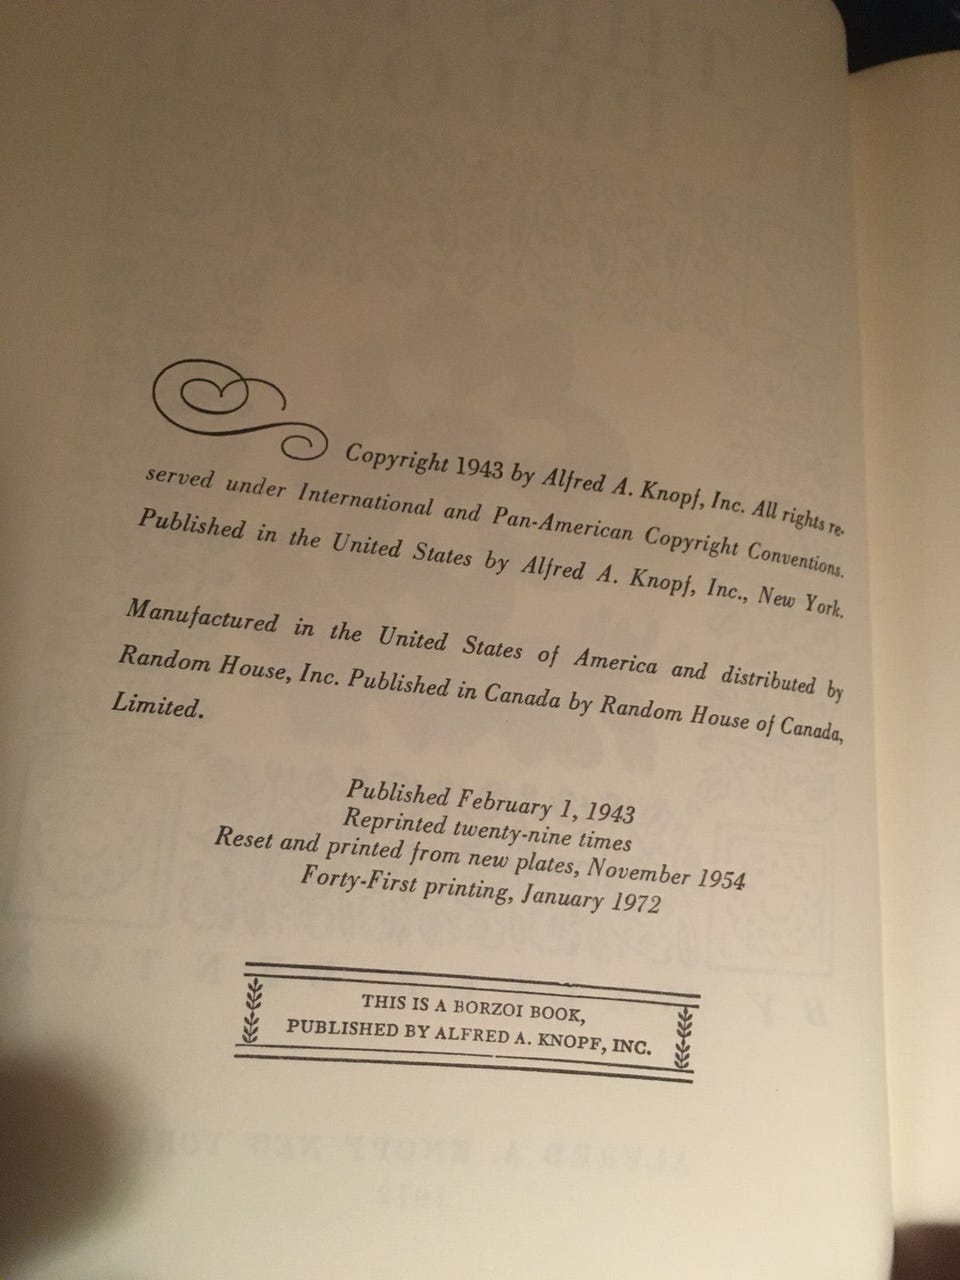 Copyright 1943 by Alfred A. Knopf, Inc. All rights re-
served under International and Pan-American Copyright Conventions.
Published in the United States by Alfred A. Knopf, Inc., New York.
Manufactured in the United States of America and distributed by
Random House, Inc. Published in Canada by Random House of Canada,
Limited.
Published February 1, 1943
Reprinted twenty-nine times
Reset and printed from new plates, November 1954
Forty-First printing, January 1972
THIS IS A BORZOI BOOK,
PUBLISHED BY ALFRED A. KNOPF, INC.